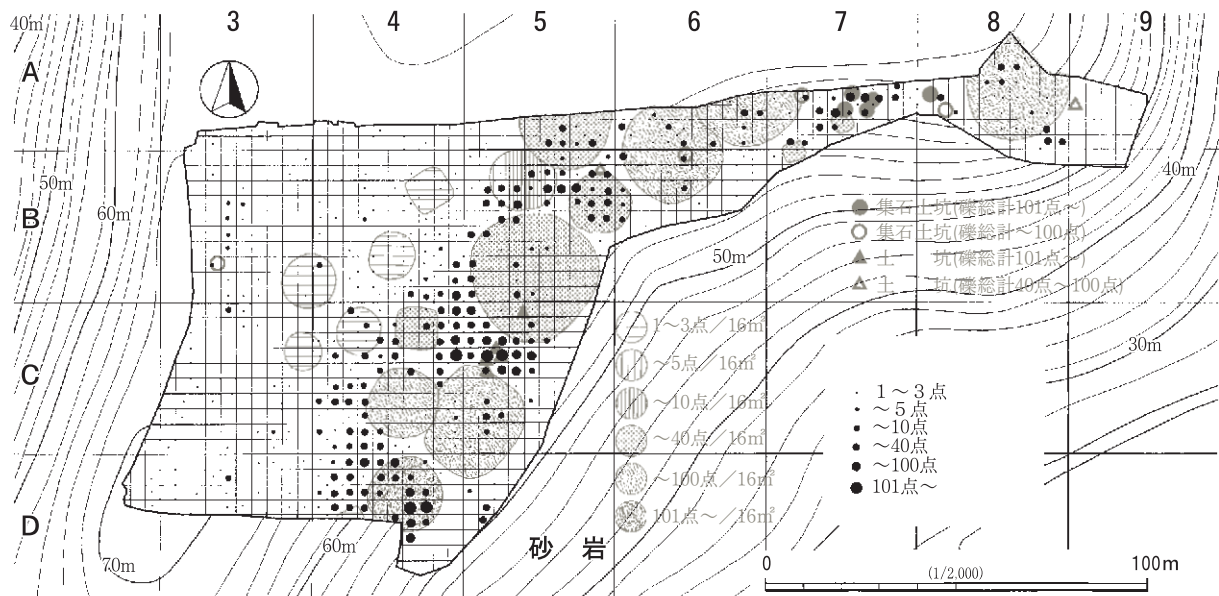 3 4 5 6 7 8 9
40m
A
B
C
D
50m
60m
40m
50m
30m
70m
60m
● 集石土坑(礫総計101点～)
○ 集石土坑(礫総計～100点)
▲ 土　坑(礫総計101点～)
△ 土　坑(礫総計40点～100点)
1～3点／16㎡
～5点／16㎡
～10点／16㎡
～40点／16㎡
～100点／16㎡
101点～／16㎡
1～3点
～5点
～10点
～40点
～100点
101点～
砂岩
0 100m
(1/2,000)